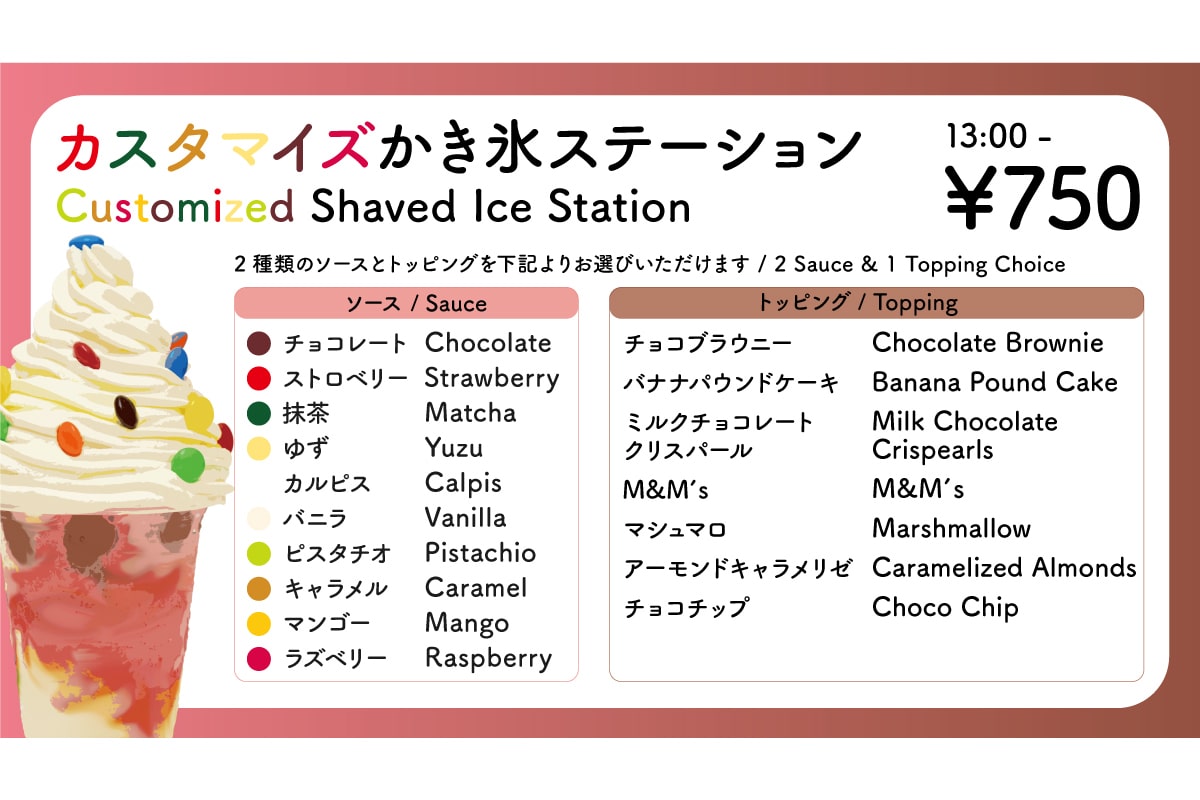 カスタマイズかき氷ステーション
Customized Shaved Ice Station
13:00 -
¥750
2種類のソースとトッピングを下記よりお選びいただけます / 2 Sauce & 1 Topping Choice
ソース / Sauce
チョコレート Chocolate
ストロベリー Strawberry
抹茶 Matcha
ゆず Yuzu
カルピス Calpis
バニラ Vanilla
ピスタチオ Pistachio
キャラメル Caramel
マンゴー Mango
ラズベリー Raspberry
トッピング / Topping
チョコブラウニー Chocolate Brownie
バナナパウンドケーキ Banana Pound Cake
ミルクチョコレート Milk Chocolate
クリスパール Crispearls
M&M´s M&M´s
マシュマロ Marshmallow
アーモンドキャラメリゼ Caramelized Almonds
チョコチップ Choco Chip